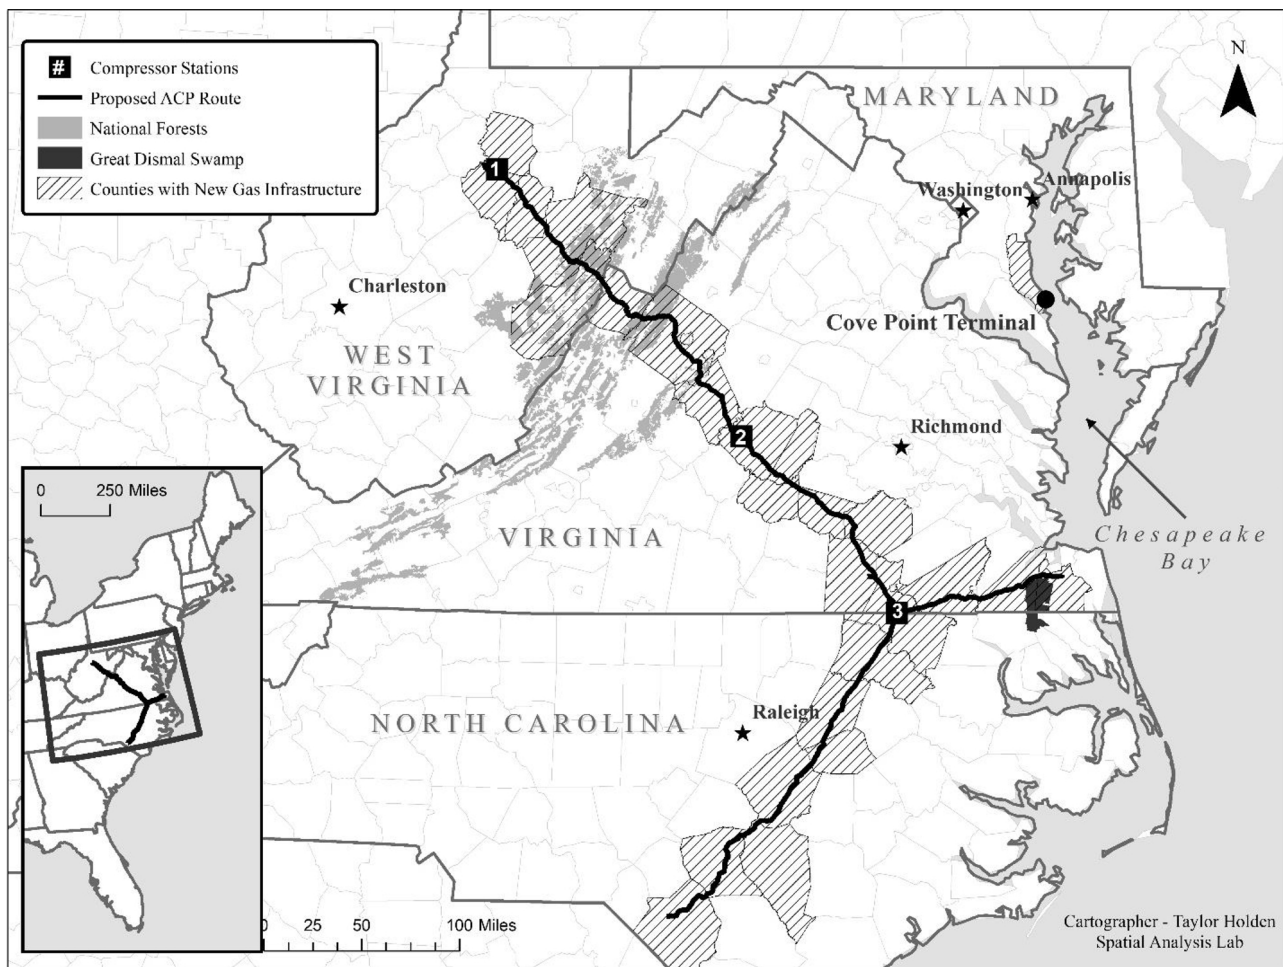 # Compressor Stations
Proposed ACP Route
National Forests
Great Dismal Swamp
Counties with New Gas Infrastructure
N
MARYLAND
1
Washington
Annapolis
Charleston
Cove Point Terminal
WEST
VIRGINIA
2
Richmond
0 250 Miles
VIRGINIA
Chesapeake
Bay
3
NORTH CAROLINA
Raleigh
0 25 50 100 Miles
Cartographer - Taylor Holden
Spatial Analysis Lab